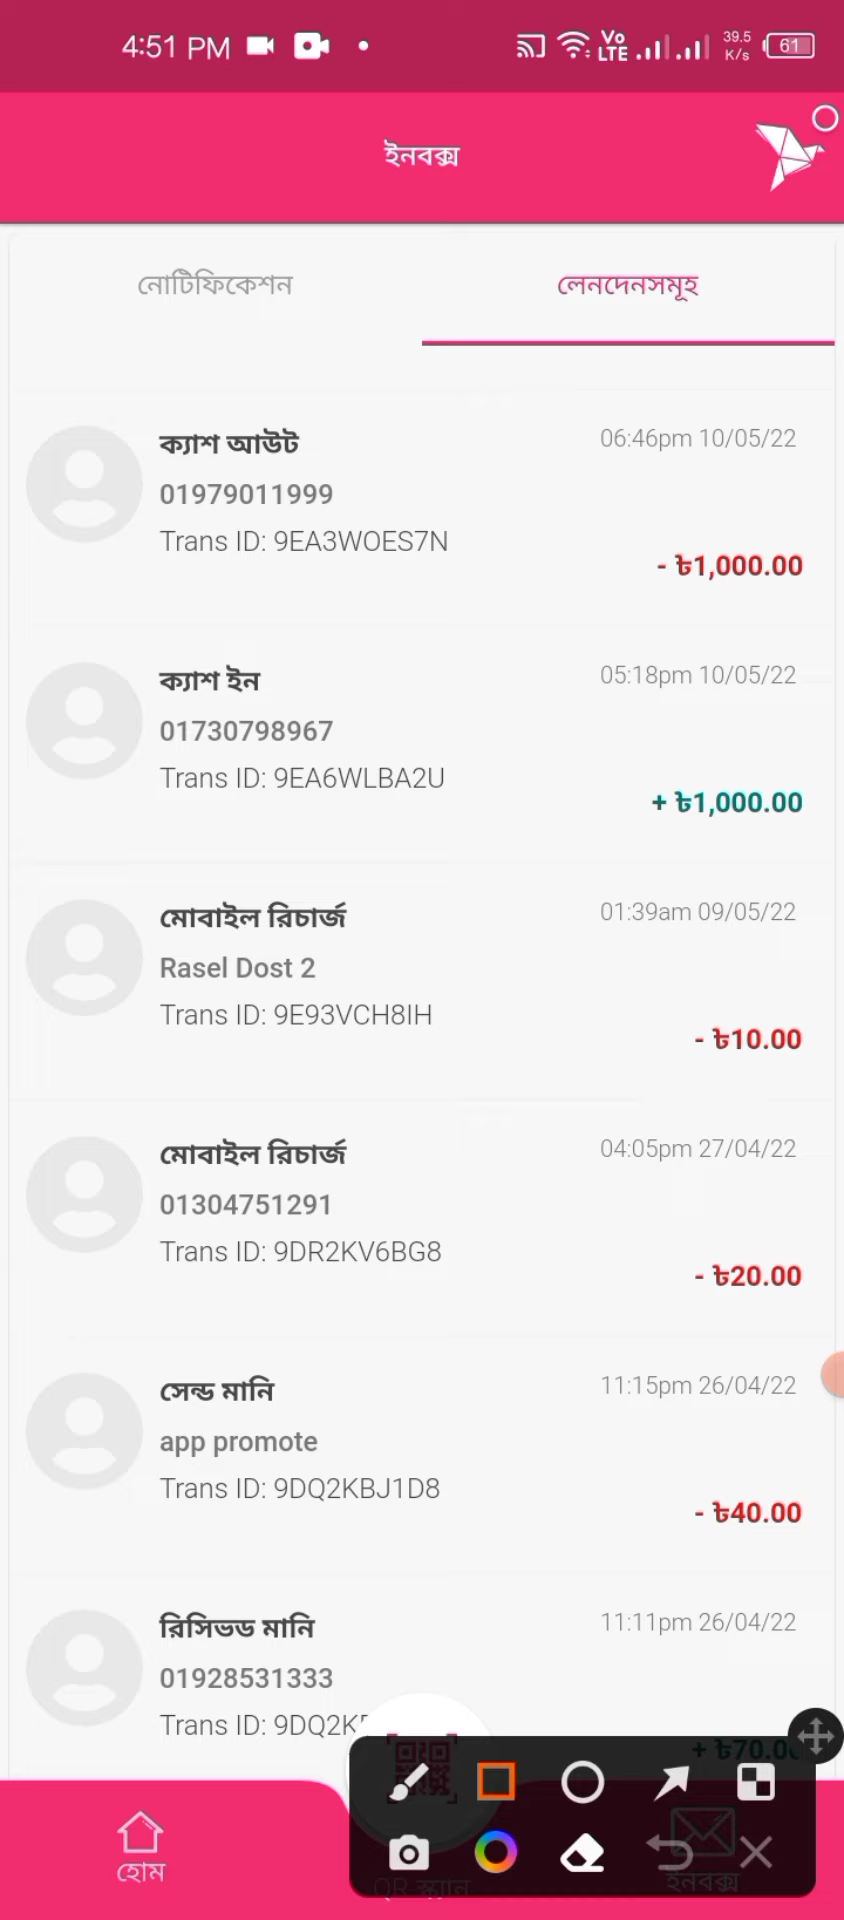 4:51 PM Vo LTE 39.5 K/s 61
ইনবক্স
নোটিফিকেশন লেনদেনসমূহ
ক্যাশ আউট 06:46pm 10/05/22
01979011999
Trans ID: 9EA3WOES7N
- ৳1,000.00
ক্যাশ ইন 05:18pm 10/05/22
01730798967
Trans ID: 9EA6WLBA2U
+ ৳1,000.00
মোবাইল রিচার্জ 01:39am 09/05/22
Rasel Dost 2
Trans ID: 9E93VCH8IH
- ৳10.00
মোবাইল রিচার্জ 04:05pm 27/04/22
01304751291
Trans ID: 9DR2KV6BG8
- ৳20.00
সেন্ড মানি 11:15pm 26/04/22
app promote
Trans ID: 9DQ2KBJ1D8
- ৳40.00
রিসিভড মানি 11:11pm 26/04/22
01928531333
Trans ID:
+ ৳70.00
হোম QR স্ক্যান ইনবক্স